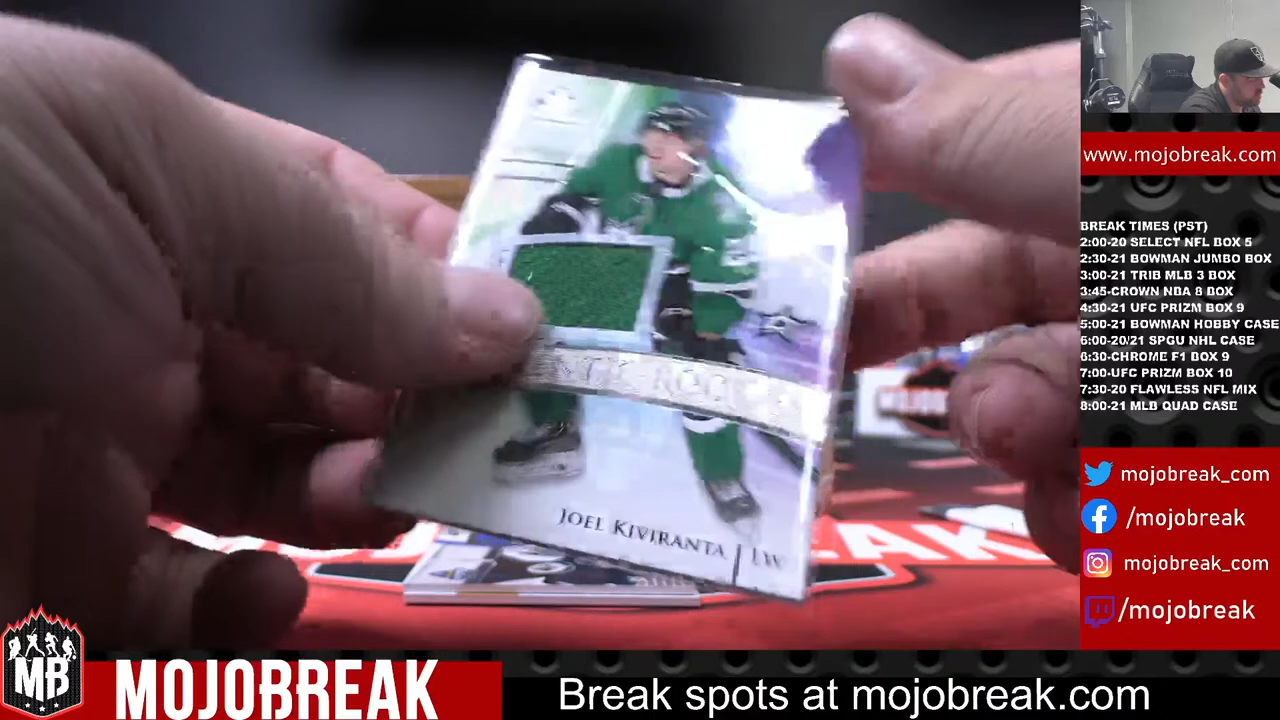 JOEL KIVIRANTA | LW
www.mojobreak.com
BREAK TIMES (PST)
2:00-20 SELECT NFL BOX 5
2:30-21 BOWMAN JUMBO BOX
3:00-21 TRIB MLB 3 BOX
3:45-CROWN NBA 8 BOX
4:30-21 UFC PRIZM BOX 9
5:00-21 BOWMAN HOBBY CASE
6:00-20/21 SPGU NHL CASE
6:30-CHROME F1 BOX 9
7:00-UFC PRIZM BOX 10
7:30-20 FLAWLESS NFL MIX
8:00-21 MLB QUAD CASE
mojobreak_com
/mojobreak
mojobreak_com
/mojobreak
MB
MOJOBREAK
Break spots at mojobreak.com